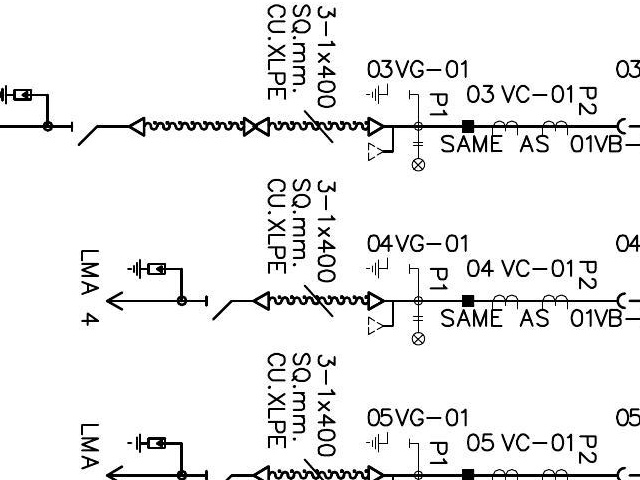 3-1x400
SQ.mm.
CU.XLPE
03VG-01
03
P1
03 VC-01
P2
SAME AS 01VB-
3-1x400
SQ.mm.
CU.XLPE
04VG-01
04
LMA 4
P1
04 VC-01
P2
SAME AS 01VB-
3-1x400
SQ.mm.
CU.XLPE
05VG-01
05
LMA
P1
05 VC-01
P2